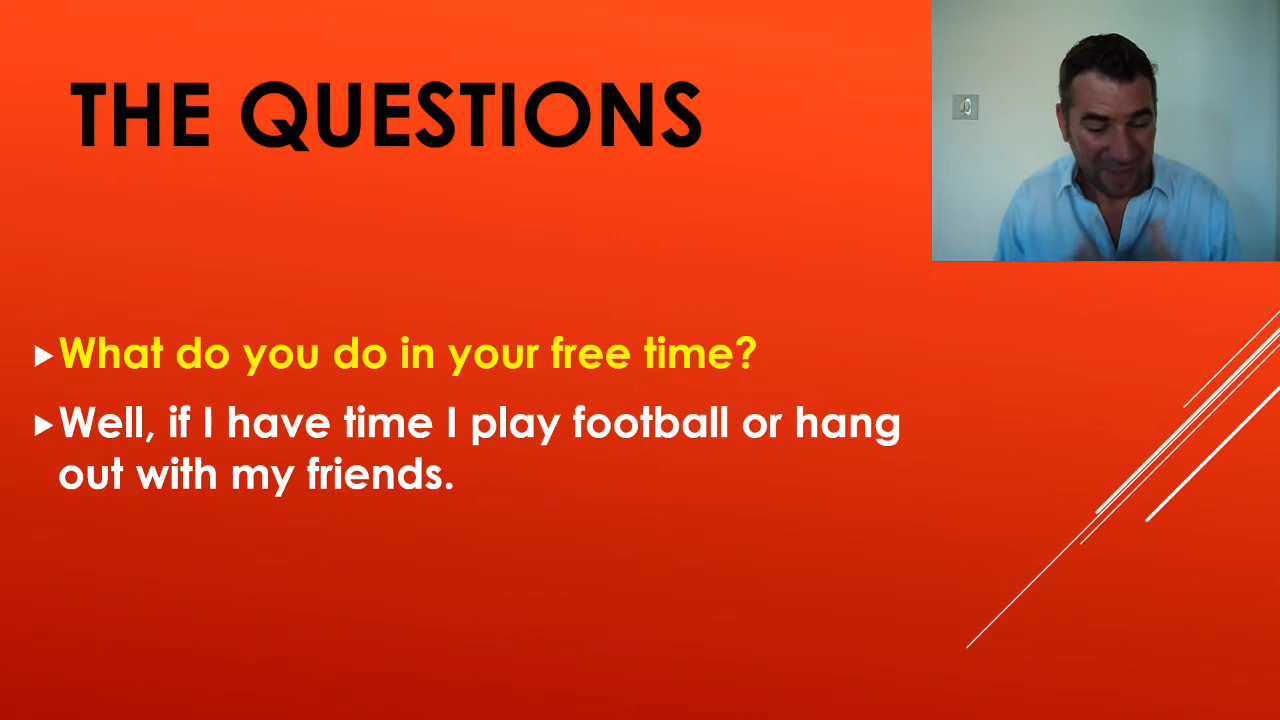 THE QUESTIONS
What do you do in your free time?
Well, if I have time I play football or hang
out with my friends.